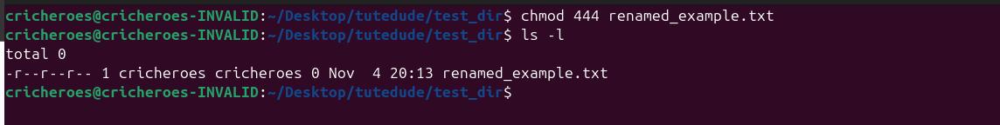 cricheroes@cricheroes-INVALID:~/Desktop/tutedude/test_dir$ chmod 444 renamed_example.txt
cricheroes@cricheroes-INVALID:~/Desktop/tutedude/test_dir$ ls -l
total 0
-r--r--r-- 1 cricheroes cricheroes 0 Nov  4 20:13 renamed_example.txt
cricheroes@cricheroes-INVALID:~/Desktop/tutedude/test_dir$